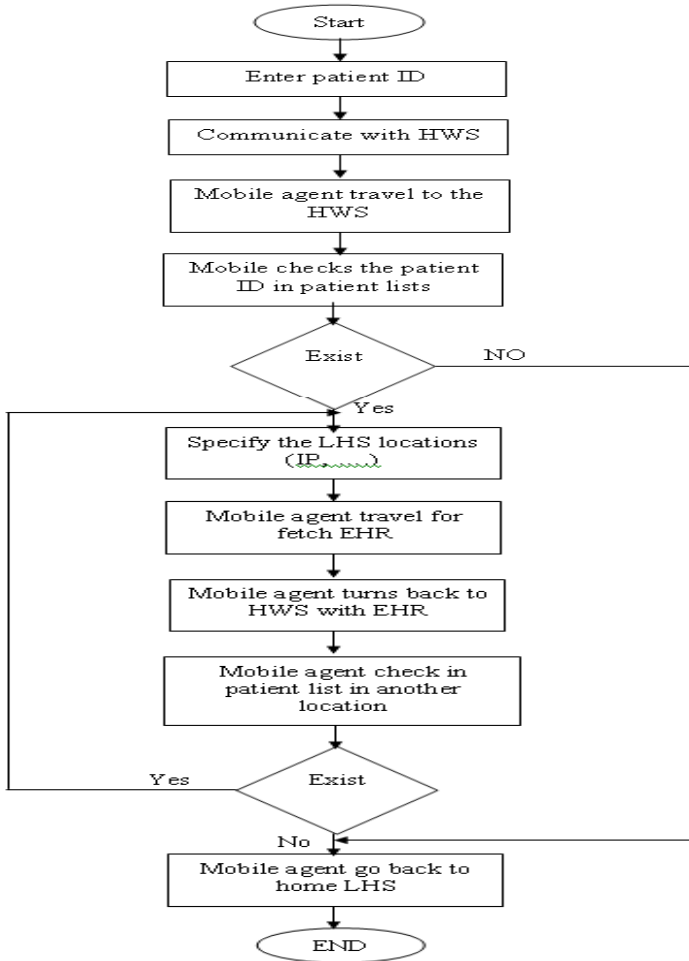 Start
Enter patient ID
Communicate with HWS
Mobile agent travel to the
HWS
Mobile checks the patient
ID in patient lists
Exist
NO
Yes
Specify the LHS locations
(IP, ......)
Mobile agent travel for
fetch EHR
Mobile agent turns back to
HWS with EHR
Mobile agent check in
patient list in another
location
Yes
Exist
No
Mobile agent go back to
home LHS
END